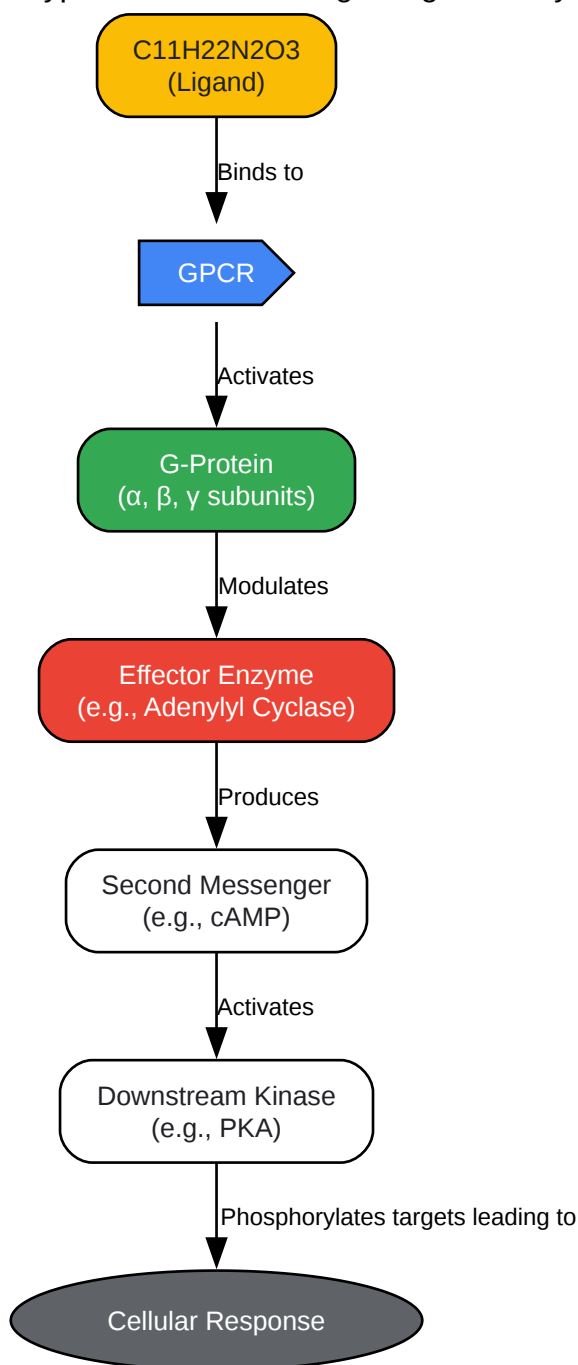 C11H22N2O3
(Ligand)
Binds to
GPCR
Activates
G-Protein
(α, β, γ subunits)
Modulates
Effector Enzyme
(e.g., Adenylyl Cyclase)
Produces
Second Messenger
(e.g., cAMP)
Activates
Downstream Kinase
(e.g., PKA)
Phosphorylates targets leading to
Cellular Response